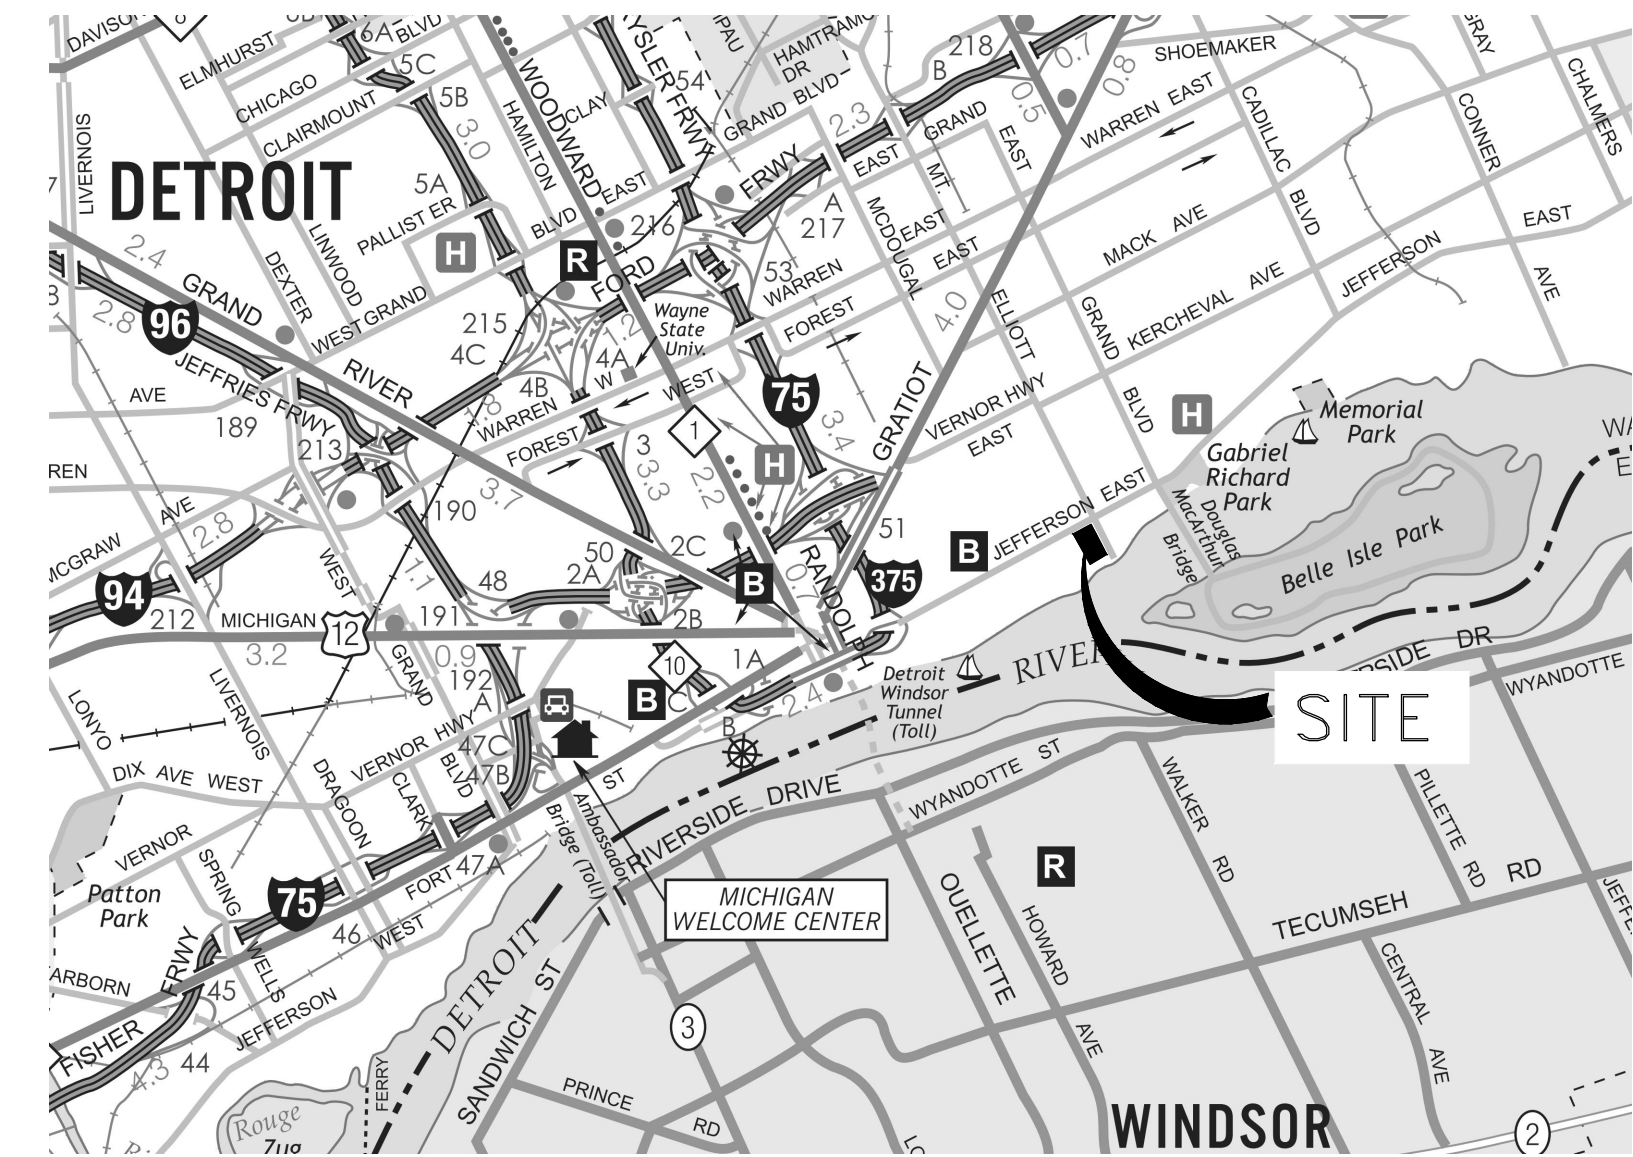 DAVISON
6A
BLVD
ELMHURST
5C
CHICAGO
5B
CLAIRMOUNT
3.0
LIVERNOIS
DETROIT
5A
PALLIST ER
H
LINWOOD
DEXTER
WEST GRAND
BLVD
EAST
GRAND BLVD
HAMILTON
WOODWARD
CLAY
54
HAMTRAMC
DR
2.3
218
B
0.7
0.5
0.8
SHOEMAKER
GRAY
CHALMERS
CONNER
AVE
CADILLAC
BLVD
WARREN EAST
GRAND
EAST
MT.
ELLIOTT
EAST
FRWY
A
217
216
R
FORD
53
WARREN
EAST
FOREST
EAST
MCDOUGAL
4.0
MACK AVE
KERCHEVAL AVE
JEFFERSON
EAST
GRAND
BLVD
2.4
GRAND
RIVER
96
2.8
JEFFRIES FRWY
AVE
189
213
215
4C
4B
4A
1.2
1.8
Wayne
State
Univ.
W
WARREN
WEST
FOREST
75
1
3.4
GRATIOT
VERNOR HWY
EAST
H
H
Memorial
Park
Gabriel
Richard
Park
Douglas
MacArthur
Bridge
Belle Isle Park
3
3.3
3.7
2.2
190
1.1
AVE
2.8
MCGRAW
WEST
GRAND
BLVD
94
212
MICHIGAN
12
3.2
191
0.9
192
A
48
50
2A
2C
2B
B
0.7
RANDOLPH
51
375
B
JEFFERSON EAST
10
1A
B
C
B
2.4
Detroit
Windsor
Tunnel
(Toll)
RIVER
RIVERSIDE DRIVE
DR
WYANDOTTE
SITE
LONYO
LIVERNOIS
DIX AVE WEST
VERNOR HWY
47C
47B
DRAGOON
CLARK
ST
Ambassador
Bridge (Toll)
WYANDOTTE ST
WALKER
RD
PILLETTE
RD
VERNOR
SPRING
WELLS
Patton
Park
75
FORT
47A
46
WEST
MICHIGAN
WELCOME CENTER
R
OUELLETTE
HOWARD
AVE
TECUMSEH
RD
CENTRAL
AVE
FISHER
FRWY
45
JEFFERSON
44
4.3
FERRY
DETROIT
SANDWICH ST
3
PRINCE
RD
Rouge
Zug
WINDSOR
2